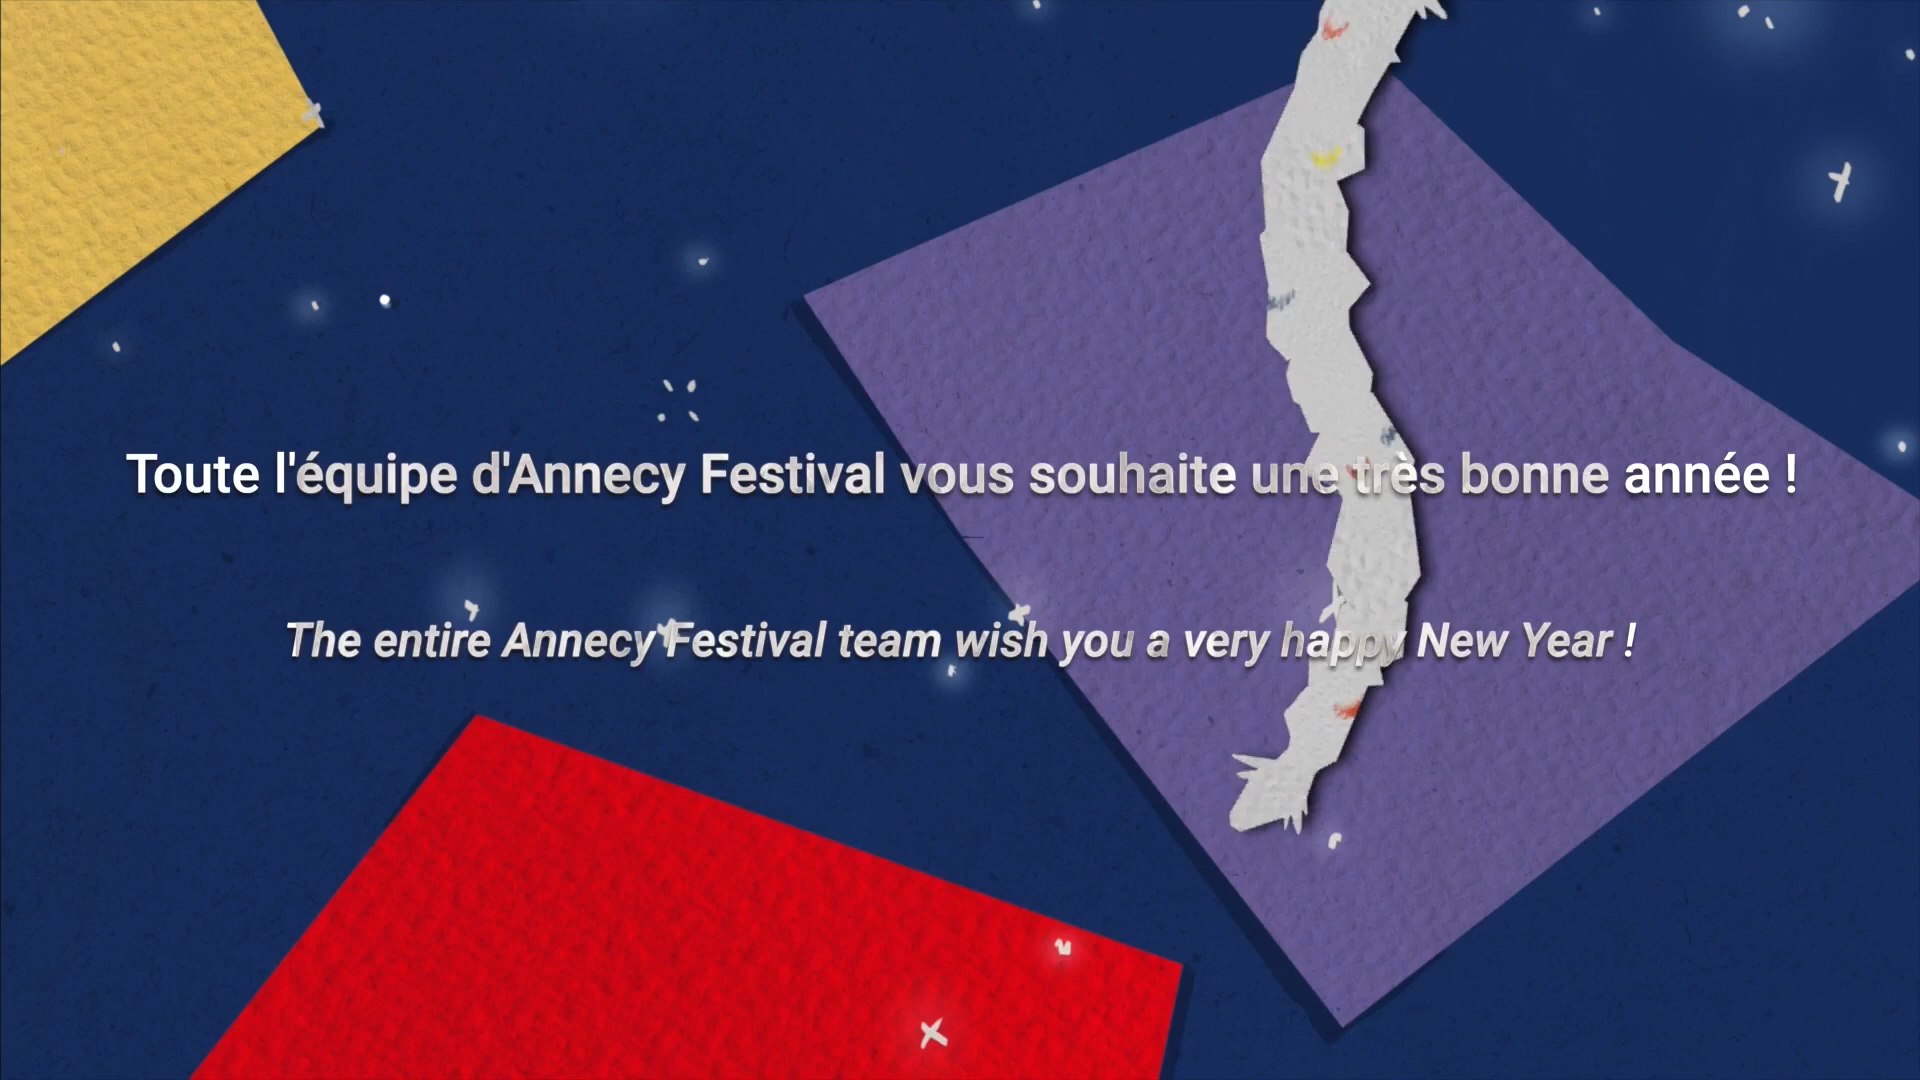 Toute l'équipe d'Annecy Festival vous souhaite une très bonne année !
The entire Annecy Festival team wish you a very happy New Year !